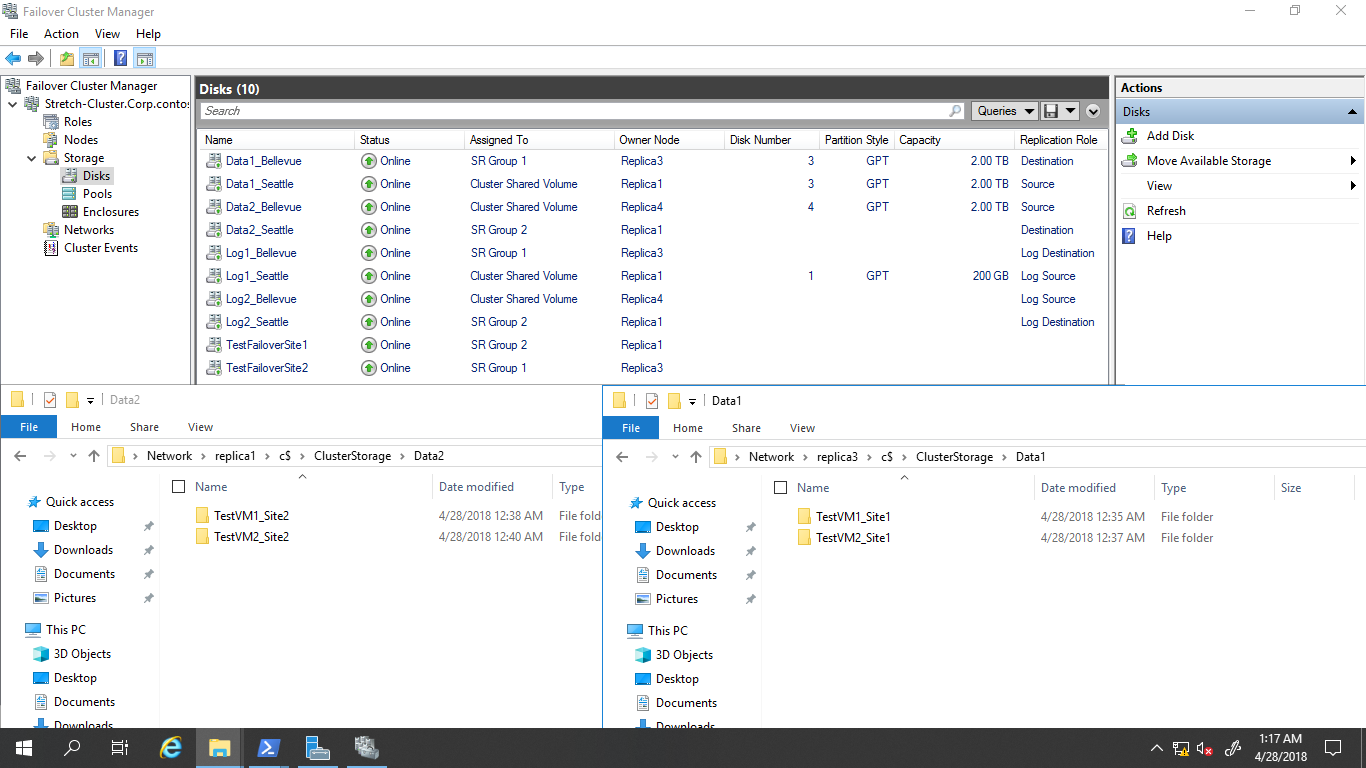 Failover Cluster Manager
File Action View Help
Failover Cluster Manager
Stretch-Cluster.Corp.contos
Roles
Nodes
Storage
Disks
Pools
Enclosures
Networks
Cluster Events
Disks (10)
Search
Queries
Name Status Assigned To Owner Node Disk Number Partition Style Capacity Replication Role
Data1_Bellevue Online SR Group 1 Replica3 3 GPT 2.00 TB Destination
Data1_Seattle Online Cluster Shared Volume Replica1 3 GPT 2.00 TB Source
Data2_Bellevue Online Cluster Shared Volume Replica4 4 GPT 2.00 TB Source
Data2_Seattle Online SR Group 2 Replica1 Destination
Log1_Bellevue Online SR Group 1 Replica3 Log Destination
Log1_Seattle Online Cluster Shared Volume Replica1 1 GPT 200 GB Log Source
Log2_Bellevue Online Cluster Shared Volume Replica4 Log Source
Log2_Seattle Online SR Group 2 Replica1 Log Destination
TestFailoverSite1 Online SR Group 2 Replica1
TestFailoverSite2 Online SR Group 1 Replica3
Actions
Disks
Add Disk
Move Available Storage
View
Refresh
Help
Data2
File Home Share View
Network > replica1 > c$ > ClusterStorage > Data2
Quick access
Desktop
Downloads
Documents
Pictures
This PC
3D Objects
Desktop
Documents
Downloads
Name Date modified Type
TestVM1_Site2 4/28/2018 12:38 AM File fold
TestVM2_Site2 4/28/2018 12:40 AM File fold
Data1
File Home Share View
Network > replica3 > c$ > ClusterStorage > Data1
Quick access
Desktop
Downloads
Documents
Pictures
This PC
3D Objects
Desktop
Documents
Downloads
Name Date modified Type Size
TestVM1_Site1 4/28/2018 12:35 AM File folder
TestVM2_Site1 4/28/2018 12:37 AM File folder
1:17 AM
4/28/2018